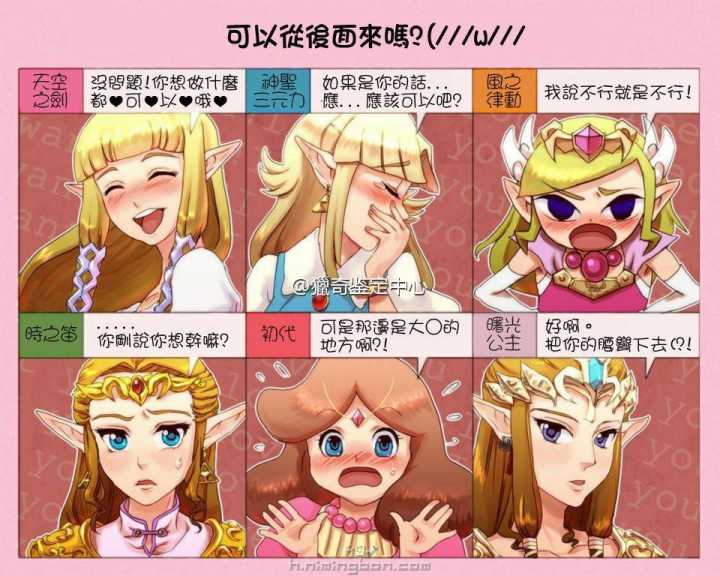 可以從後面來嗎?(///w///
天空
之劍
沒問題!你想做什麼
都♥可♥以♥哦♥
神聖
三元力
如果是你的話...
應...應該可以吧?
風之
律動
我說不行就是不行!
@獵奇鉴定中心
時之笛
.....
你剛說你想幹嘛?
初代
可是那邊是大〇的
地方啊?!
曙光
公主
好啊。
把你的腰彎下去(?!
h.nimingban.com